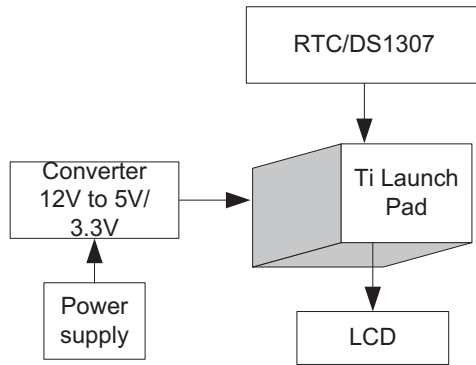 RTC/DS1307
Converter
12V to 5V/
3.3V
Ti Launch
Pad
Power
supply
LCD